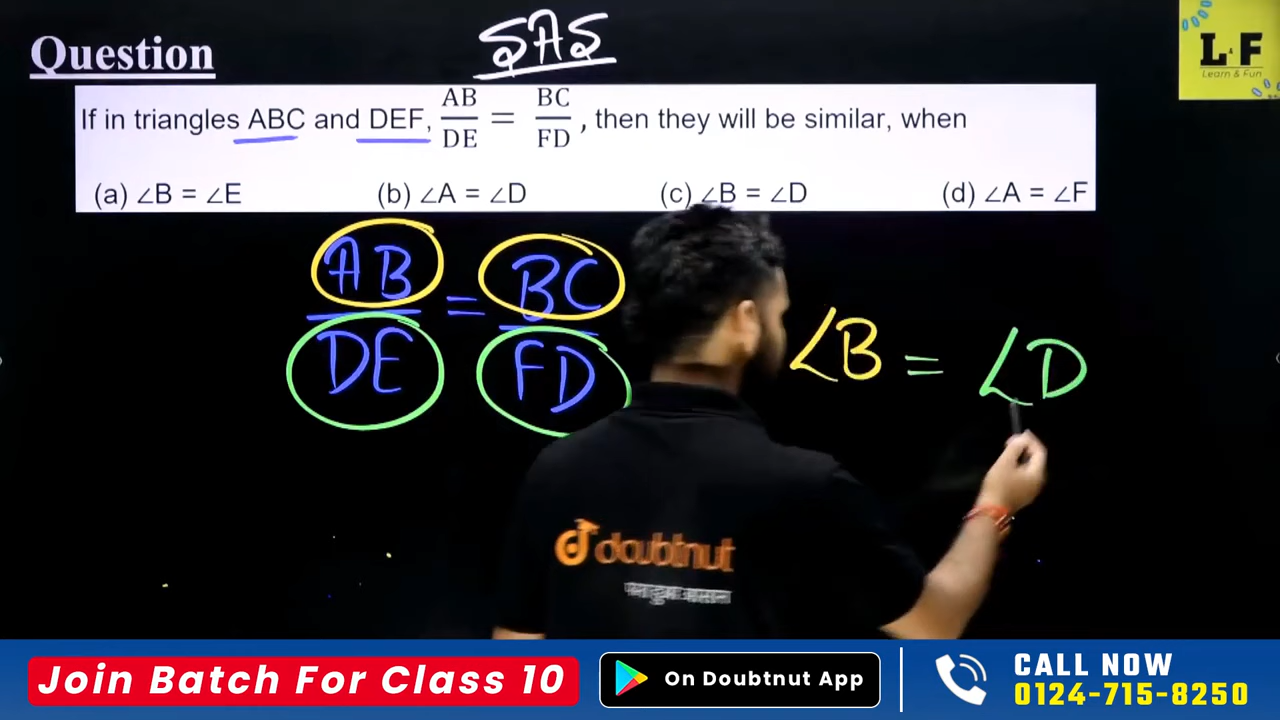 Question
SAS
L&F
Learn & Fun
If in triangles ABC and DEF, AB/DE = BC/FD, then they will be similar, when
(a) ∠B = ∠E (b) ∠A = ∠D (c) ∠B = ∠D (d) ∠A = ∠F
AB/DE = BC/FD
∠B = ∠D
doubtnut
Join Batch For Class 10
On Doubtnut App
CALL NOW
0124-715-8250